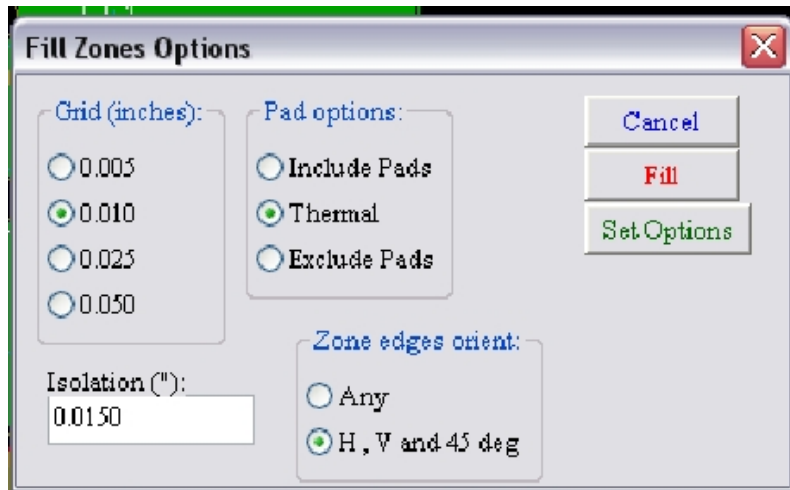 Fill Zones Options
Grid (inches):
0.005
0.010
0.025
0.050
Pad options:
Include Pads
Thermal
Exclude Pads
Cancel
Fill
Set Options
Isolation ("):
0.0150
Zone edges orient:
Any
H , V and 45 deg